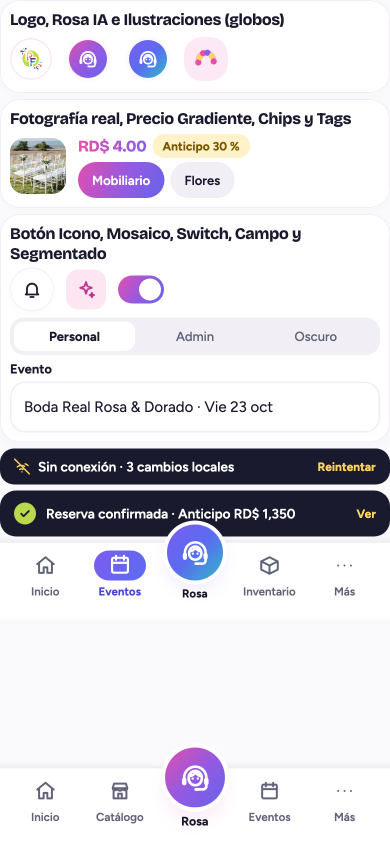 Logo, Rosa IA e Ilustraciones (globos)
Fotografía real, Precio Gradiente, Chips y Tags
RD$ 4.00 Anticipo 30 %
Mobiliario Flores
Botón Icono, Mosaico, Switch, Campo y
Segmentado
Personal Admin Oscuro
Evento
Boda Real Rosa & Dorado · Vie 23 oct
Sin conexión · 3 cambios locales Reintentar
Reserva confirmada · Anticipo RD$ 1,350 Ver
Inicio Eventos Rosa Inventario Más
Inicio Catálogo Rosa Eventos Más